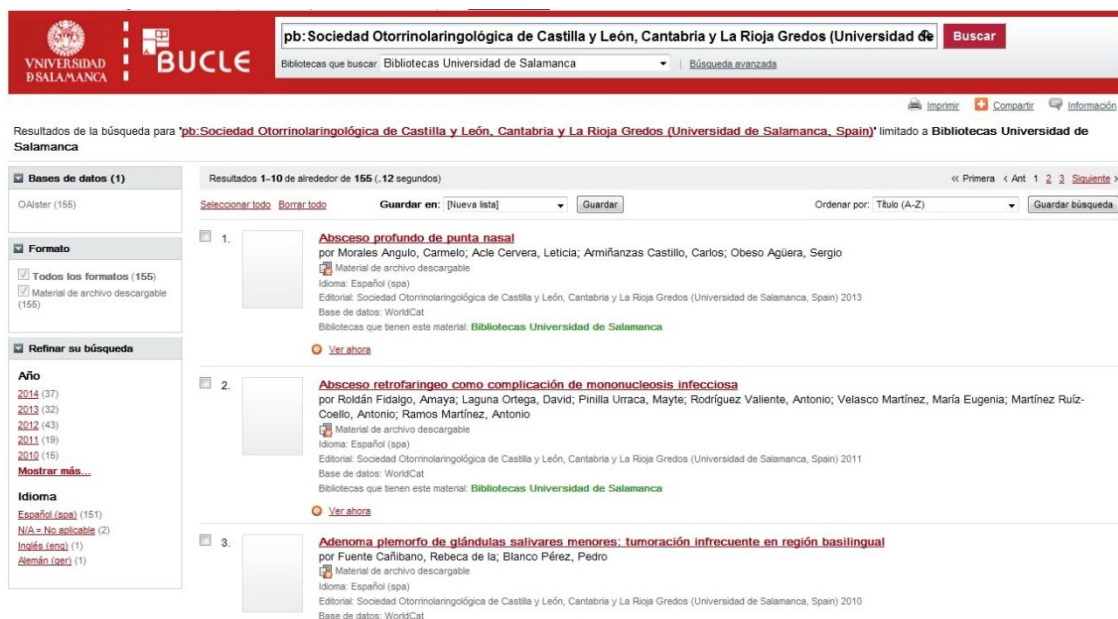 VNiVERSiDAD
D SALAMANCA
BUCLE
pb:Sociedad Otorrinolaringológica de Castilla y León, Cantabria y La Rioja Gredos (Universidad de
Buscar
Bibliotecas que buscar Bibliotecas Universidad de Salamanca | Búsqueda avanzada
Imprimir Compartir Información
Resultados de la búsqueda para 'pb:Sociedad Otorrinolaringológica de Castilla y León, Cantabria y La Rioja Gredos (Universidad de Salamanca, Spain)' limitado a Bibliotecas Universidad de
Salamanca
Bases de datos (1)
OAIster (155)
Formato
Todos los formatos (155)
Material de archivo descargable
(155)
Refinar su búsqueda
Año
2014 (37)
2013 (32)
2012 (43)
2011 (19)
2010 (15)
Mostrar más...
Idioma
Español (spa) (151)
N/A = No aplicable (2)
Inglés (eng) (1)
Alemán (ger) (1)
Resultados 1-10 de alrededor de 155 (.12 segundos)
« Primera < Ant 1 2 3 Siguiente >
Seleccionar todo Borrar todo Guardar en: [Nueva lista] Guardar Ordenar por: Título (A-Z) Guardar búsqueda
1. Absceso profundo de punta nasal
por Morales Angulo, Carmelo; Acle Cervera, Leticia; Armiñanzas Castillo, Carlos; Obeso Agüera, Sergio
Material de archivo descargable
Idioma: Español (spa)
Editorial: Sociedad Otorrinolaringológica de Castilla y León, Cantabria y La Rioja Gredos (Universidad de Salamanca, Spain) 2013
Base de datos: WorldCat
Bibliotecas que tienen este material: Bibliotecas Universidad de Salamanca
Ver ahora
2. Absceso retrofaringeo como complicación de mononucleosis infecciosa
por Roldán Fidalgo, Amaya; Laguna Ortega, David; Pinilla Urraca, Mayte; Rodríguez Valiente, Antonio; Velasco Martínez, María Eugenia; Martínez Ruíz-
Coello, Antonio; Ramos Martínez, Antonio
Material de archivo descargable
Idioma: Español (spa)
Editorial: Sociedad Otorrinolaringológica de Castilla y León, Cantabria y La Rioja Gredos (Universidad de Salamanca, Spain) 2011
Base de datos: WorldCat
Bibliotecas que tienen este material: Bibliotecas Universidad de Salamanca
Ver ahora
3. Adenoma plemorfo de glándulas salivares menores: tumoración infrecuente en región basilingual
por Fuente Cañibano, Rebeca de la; Blanco Pérez, Pedro
Material de archivo descargable
Idioma: Español (spa)
Editorial: Sociedad Otorrinolaringológica de Castilla y León, Cantabria y La Rioja Gredos (Universidad de Salamanca, Spain) 2010
Base de datos: WorldCat